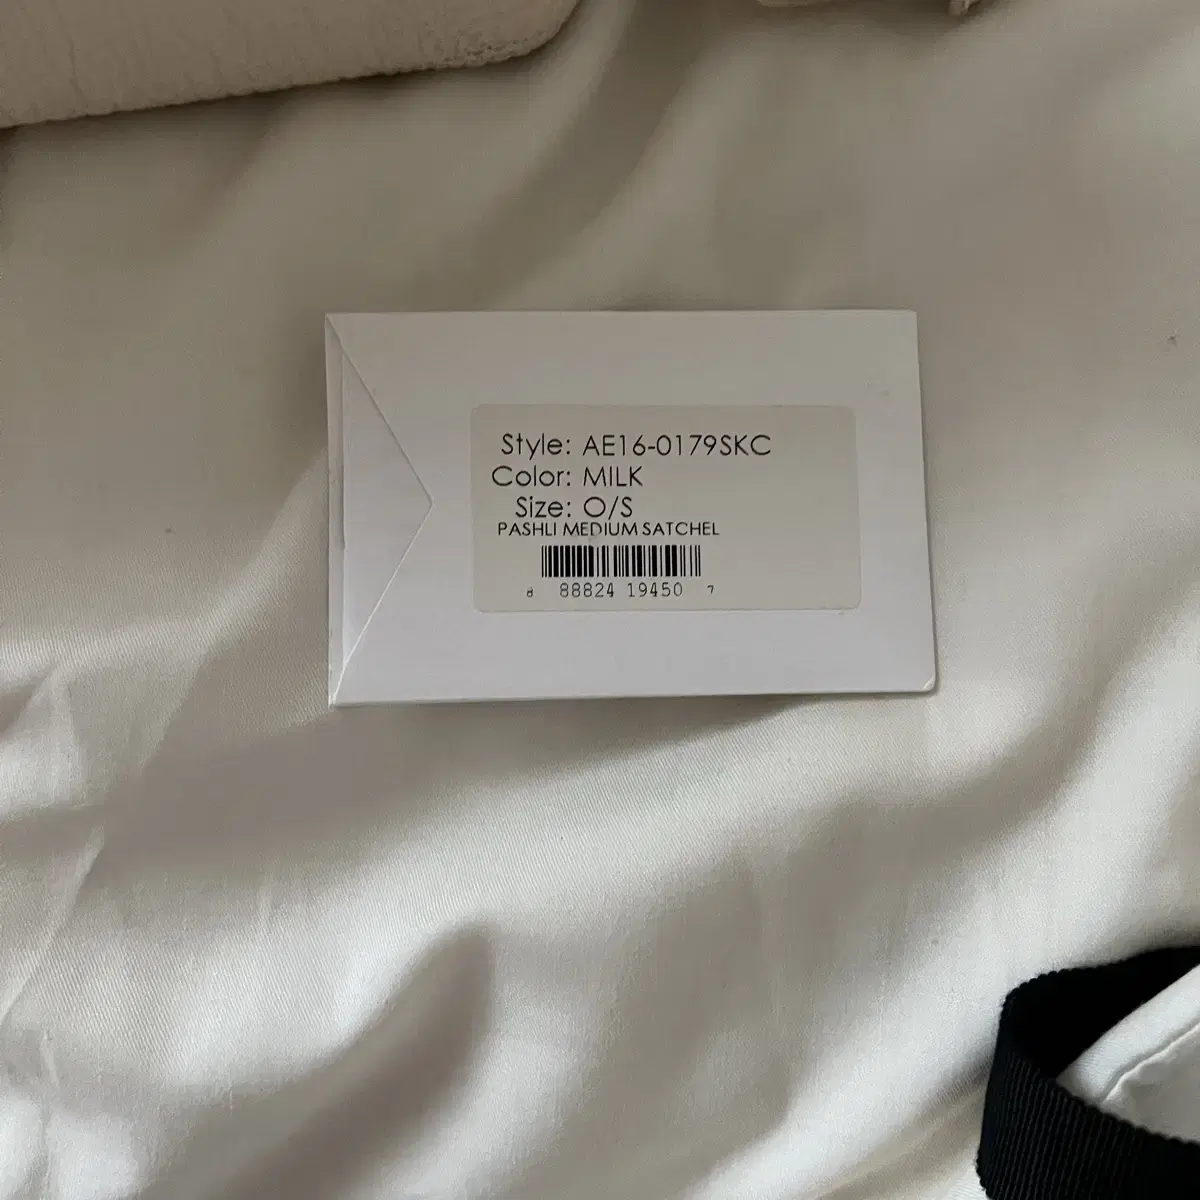 Style: AE16-0179SKC
Color: MILK
Size: O/S
PASHLI MEDIUM SATCHEL
8 88824 19450 7